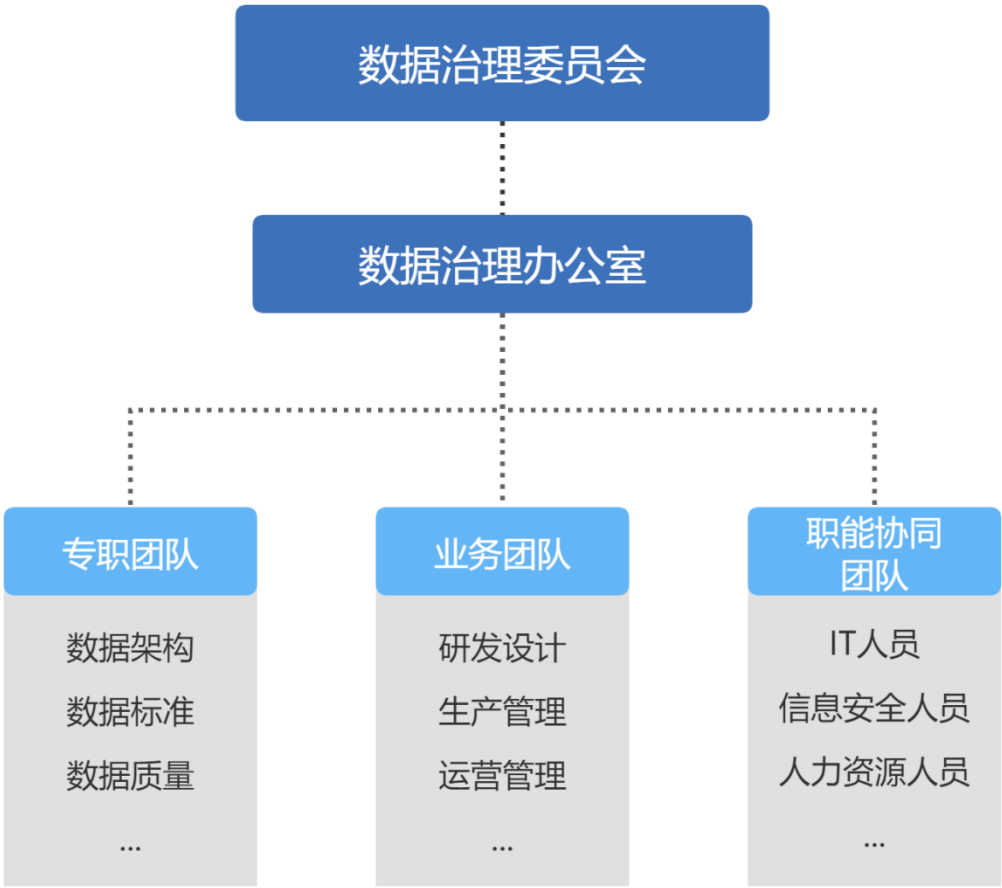 数据治理委员会
数据治理办公室
专职团队
数据架构
数据标准
数据质量
...
业务团队
研发设计
生产管理
运营管理
...
职能协同
团队
IT人员
信息安全人员
人力资源人员
...